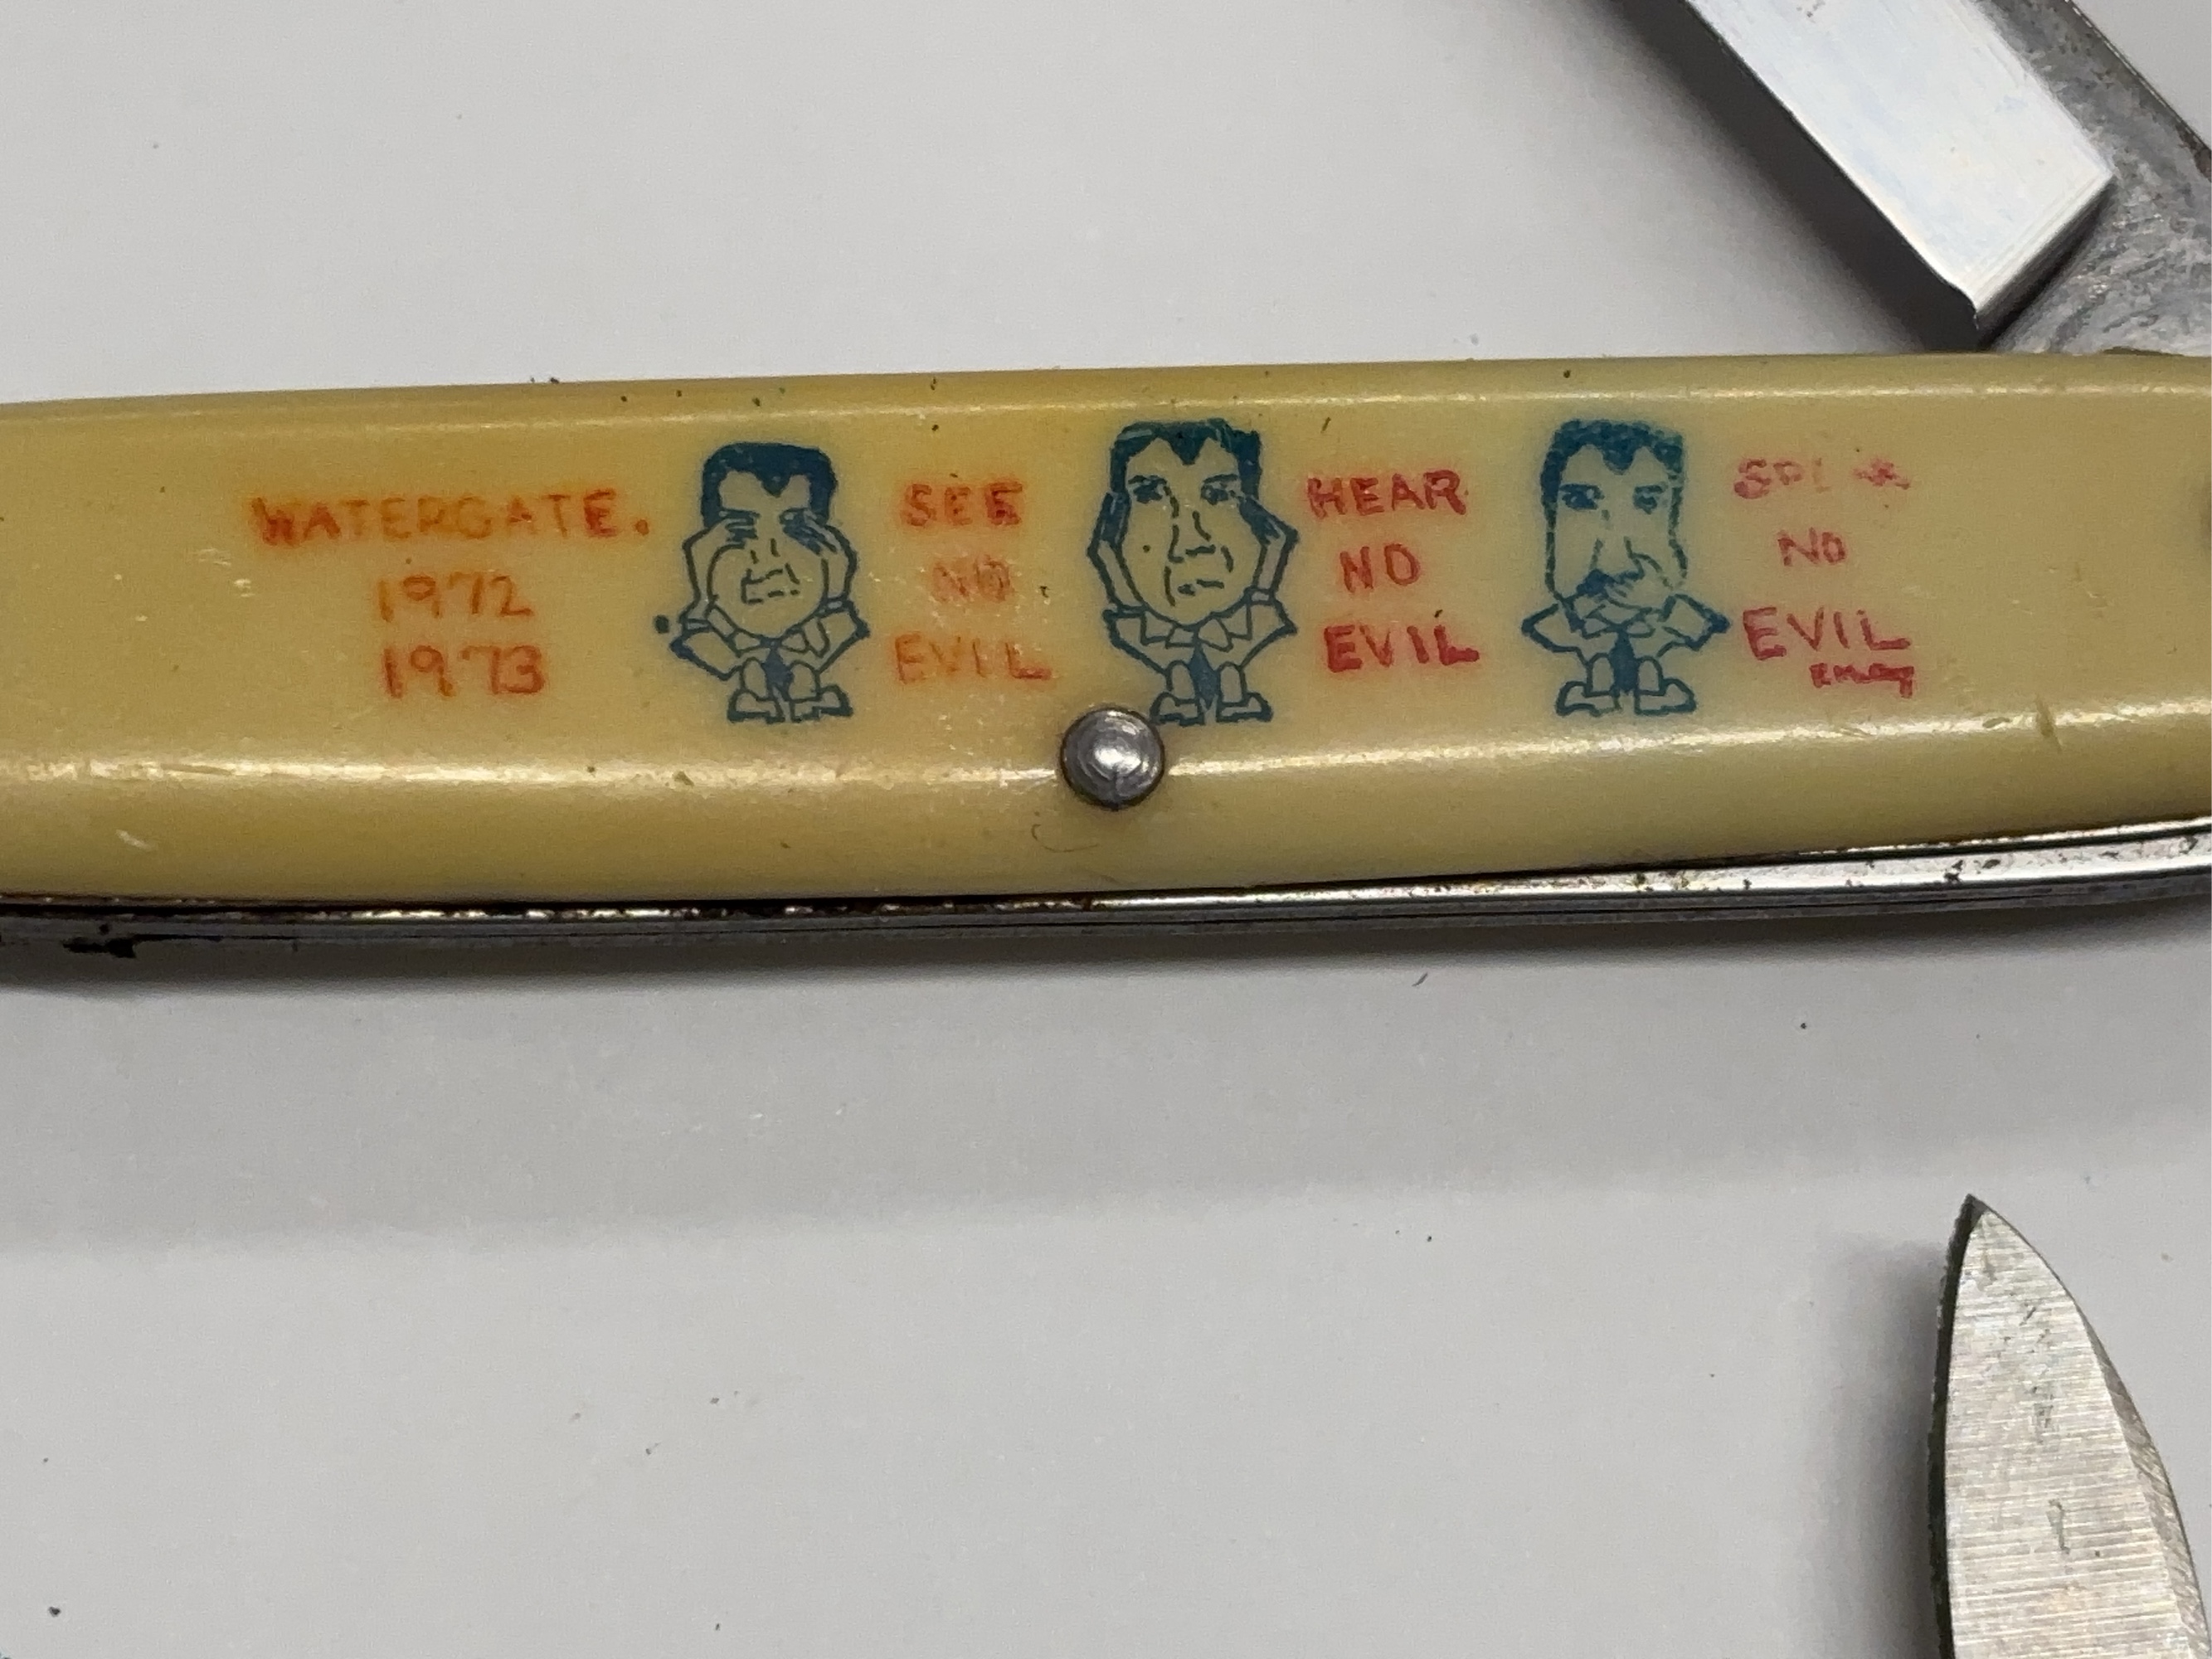 WATERGATE.
1972
1973
SEE
NO
EVIL
HEAR
NO
EVIL
NO
EVIL